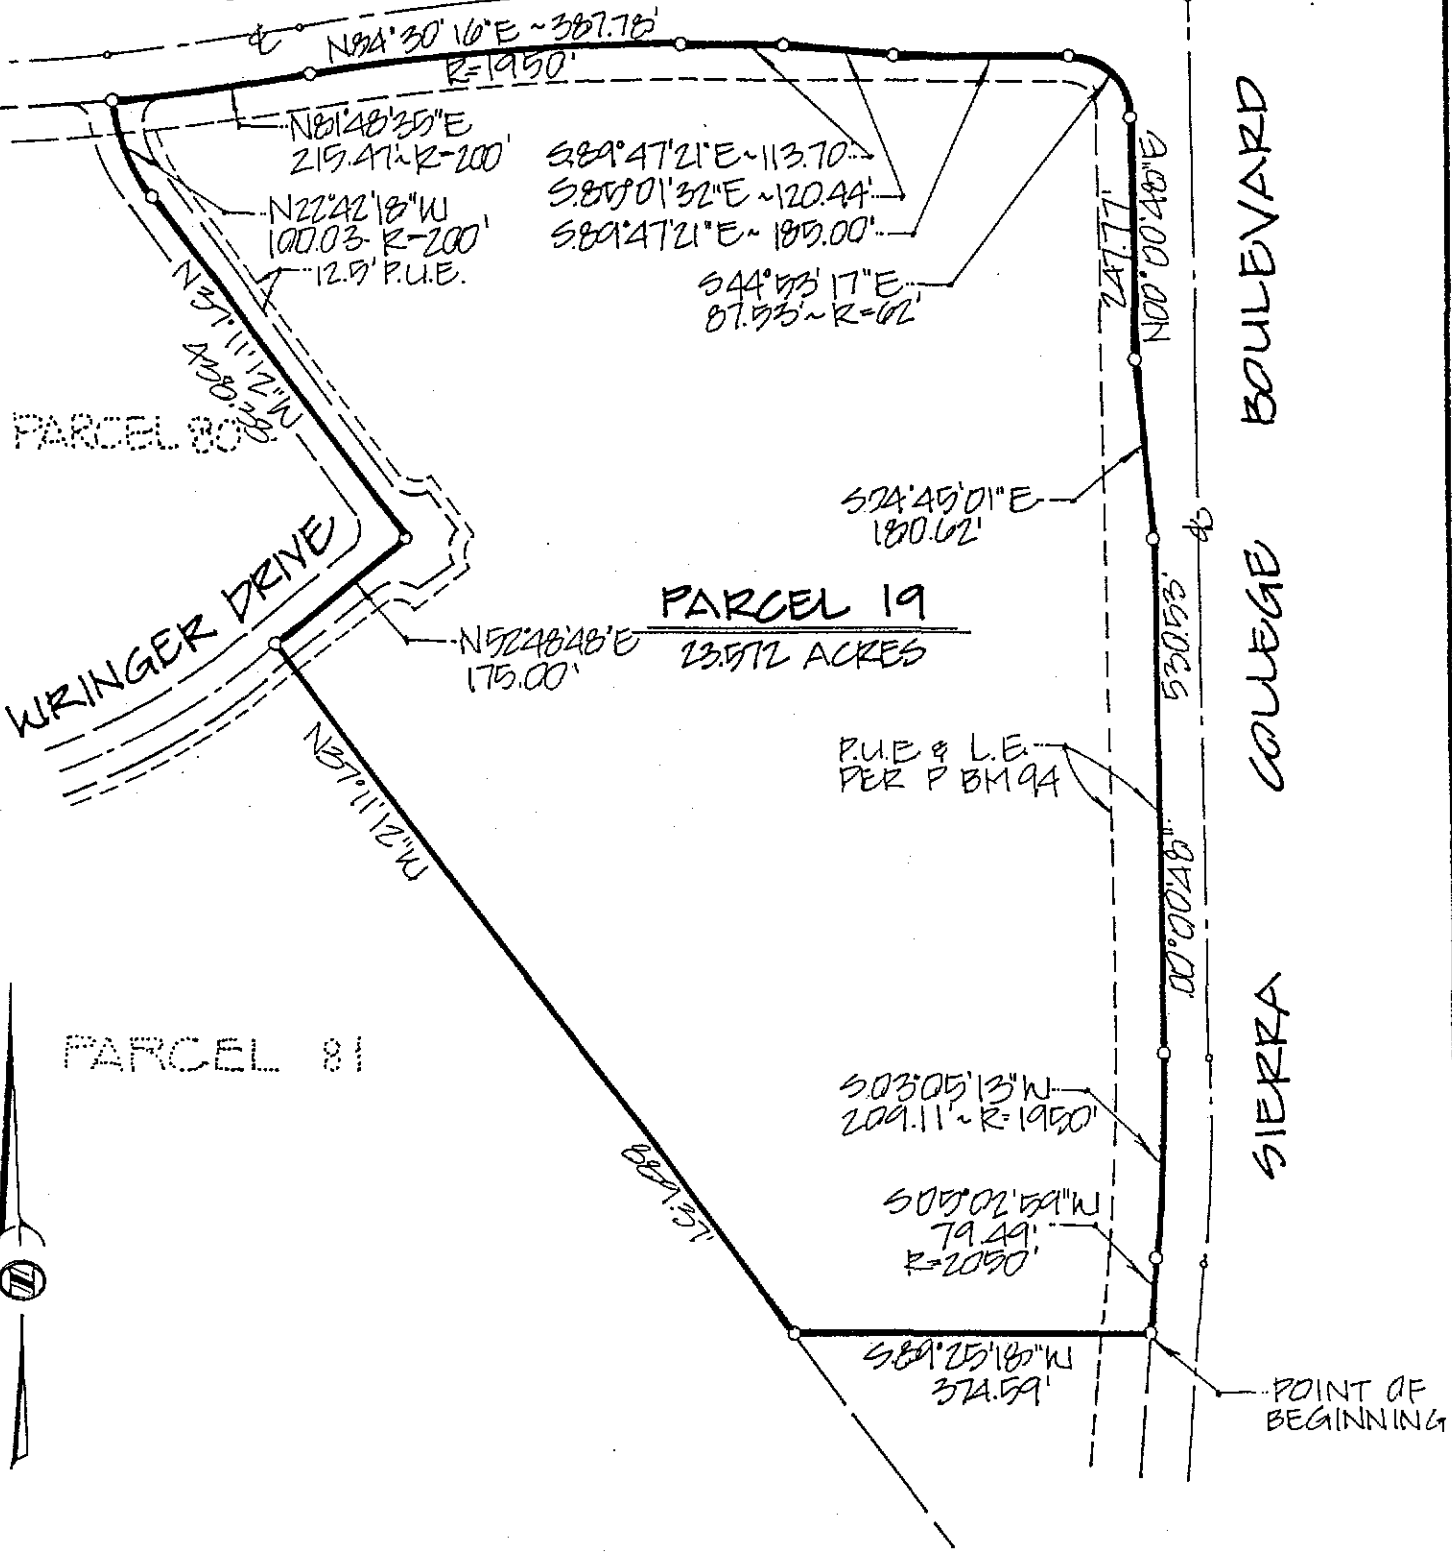 ℄
N84°30'16"E ~ 387.78'
R=1950'
N81°48'35"E
215.47'~R=200'
N22°42'18"W
100.03~R=200'
12.5' P.U.E.
S89°47'21"E~113.70'
S85°01'32"E ~120.44'
S89°47'21"E~ 185.00'
S44°53'17"E
87.53'~R=62'
247.77'
N00°00'48"E
N37°11'12"W
438.38'
PARCEL 80
WRINGER DRIVE
S24°45'01"E
180.62'
PARCEL 19
23.572 ACRES
N52°48'48"E
175.00'
530.53'
00°00'48"
P.U.E & L.E.
PER P BM 94
N37°11'12"W
PARCEL 81
S03°05'13"W
209.11'~R=1950'
S05°02'59"W
79.49'
R=2050'
S89°25'18"W
374.59'
POINT OF
BEGINNING
SIERRA COLLEGE BOULEVARD